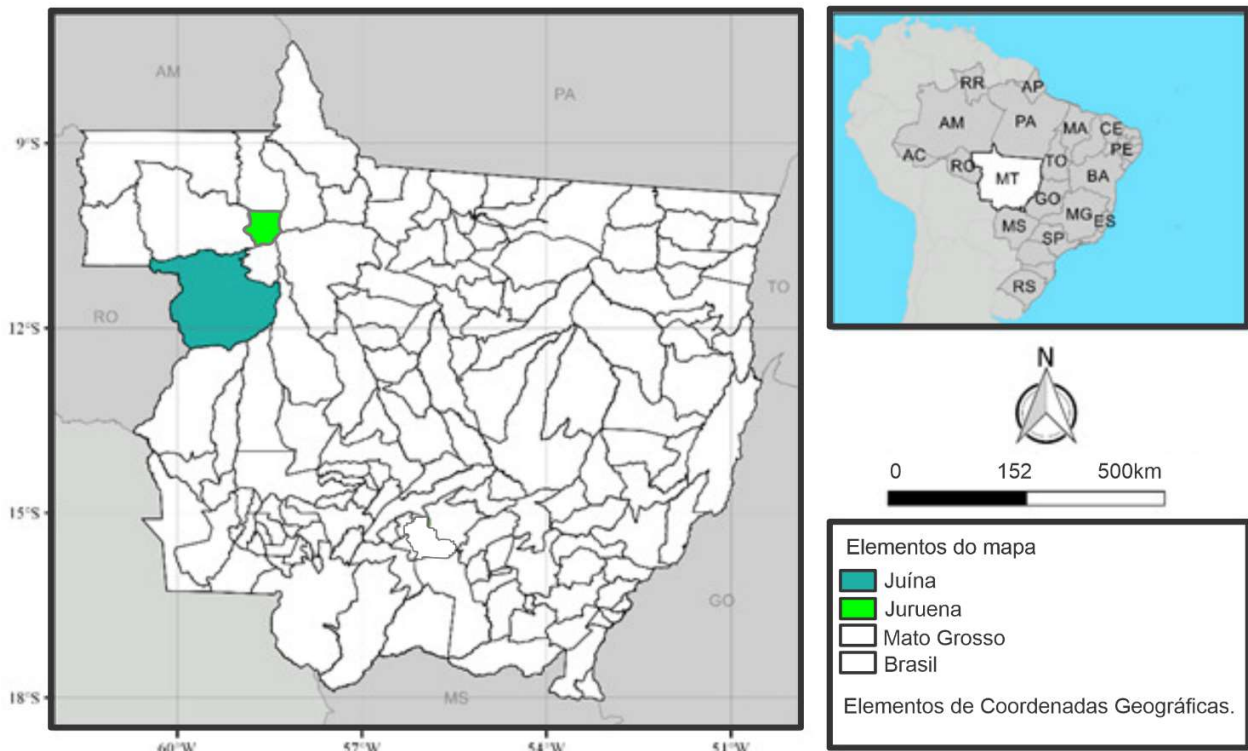 AM
PA
9°S
RO
12°S
TO
15°S
GO
18°S
MS
60°W
57°W
54°W
51°W
RR
AP
AM
PA
MA
CE
AC
RO
TO
PE
MT
BA
GO
MS
MG
ES
SP
RS
N
0 152 500km
Elementos do mapa
Juína
Juruena
Mato Grosso
Brasil
Elementos de Coordenadas Geográficas.